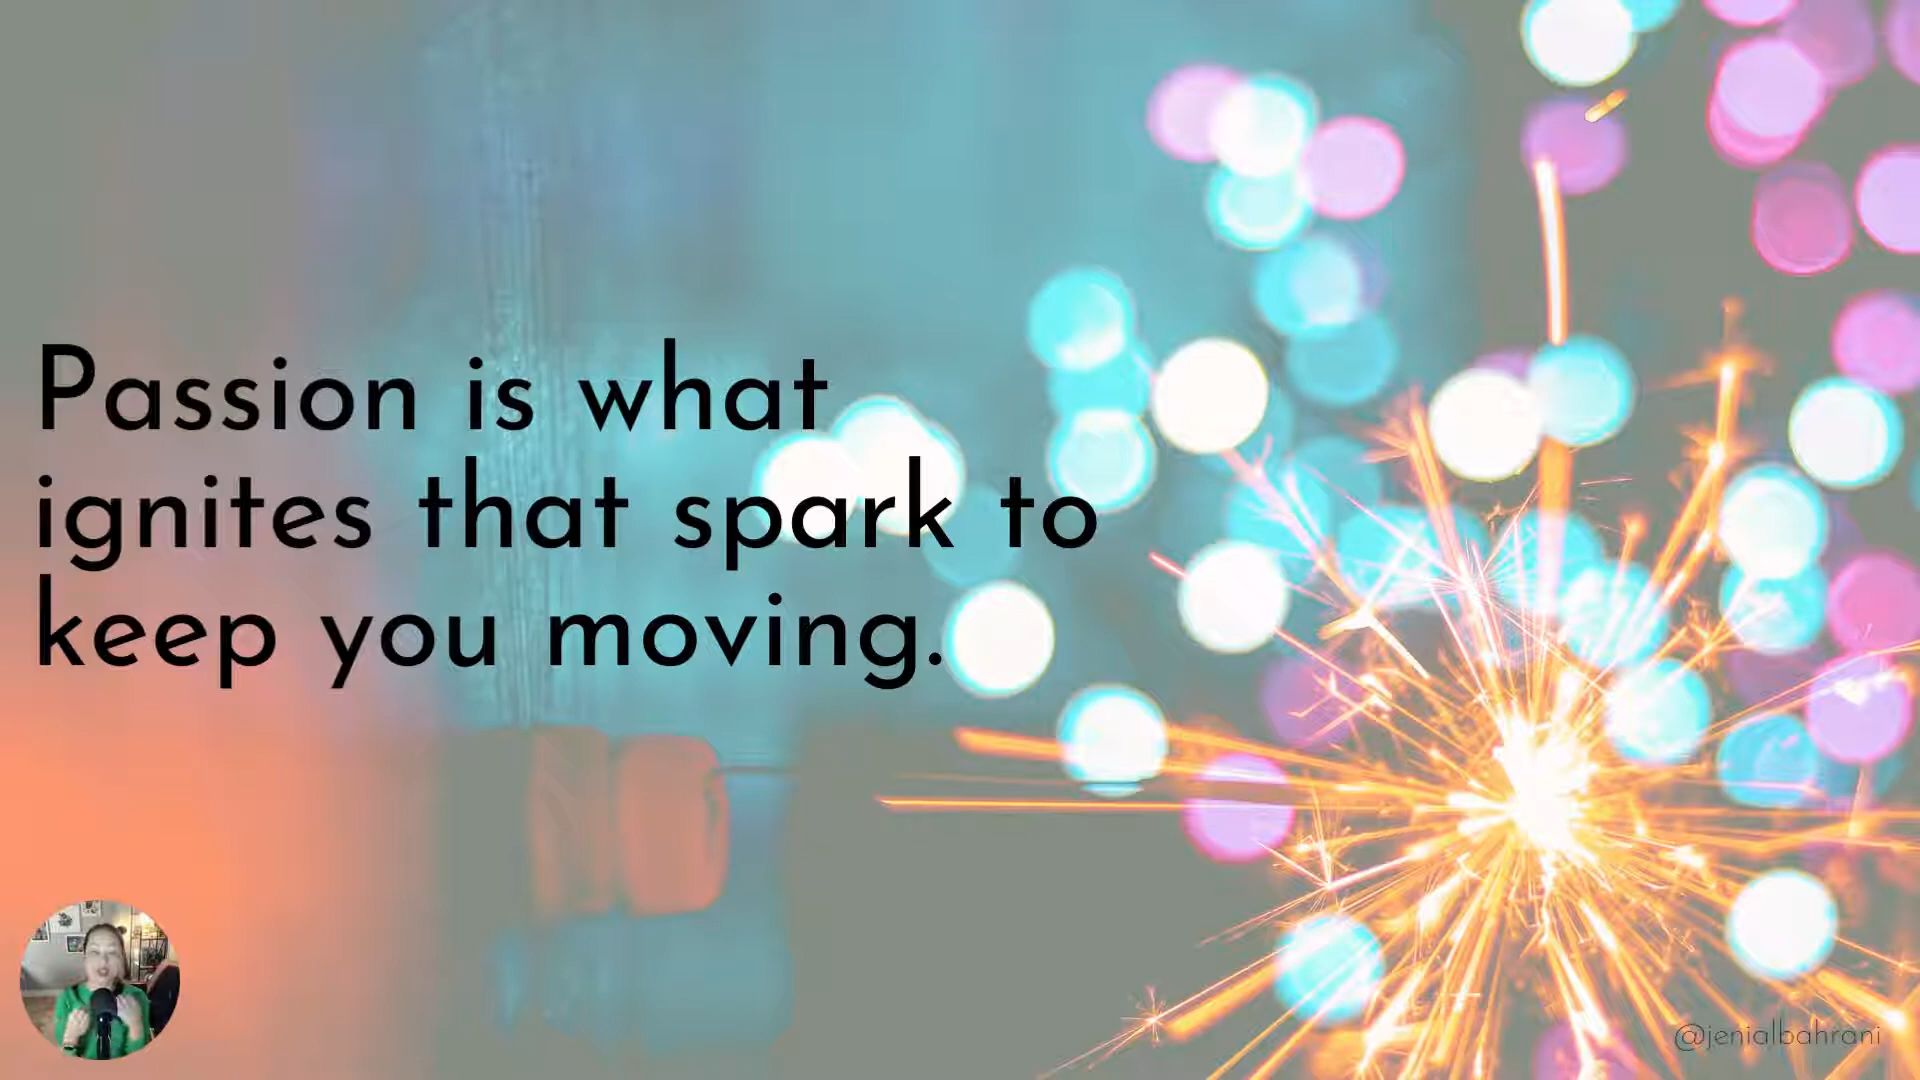 Passion is what
ignites that spark to
keep you moving.
@jenialbahrani